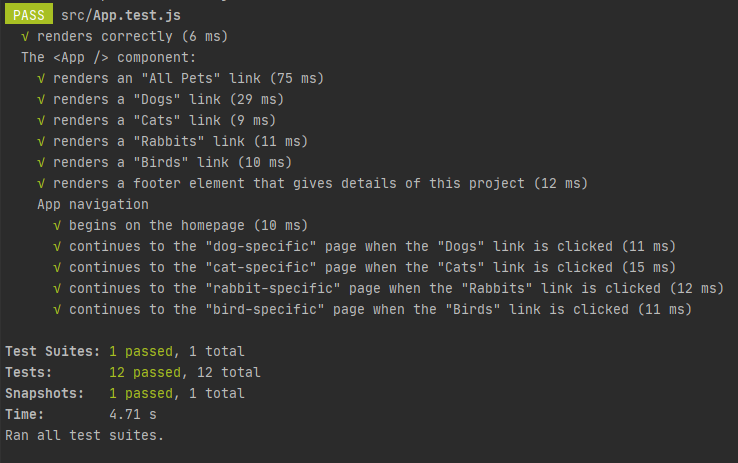 PASS src/App.test.js
√ renders correctly (6 ms)
The <App /> component:
√ renders an "All Pets" link (75 ms)
√ renders a "Dogs" link (29 ms)
√ renders a "Cats" link (9 ms)
√ renders a "Rabbits" link (11 ms)
√ renders a "Birds" link (10 ms)
√ renders a footer element that gives details of this project (12 ms)
App navigation
√ begins on the homepage (10 ms)
√ continues to the "dog-specific" page when the "Dogs" link is clicked (11 ms)
√ continues to the "cat-specific" page when the "Cats" link is clicked (15 ms)
√ continues to the "rabbit-specific" page when the "Rabbits" link is clicked (12 ms)
√ continues to the "bird-specific" page when the "Birds" link is clicked (11 ms)
Test Suites: 1 passed, 1 total
Tests: 12 passed, 12 total
Snapshots: 1 passed, 1 total
Time: 4.71 s
Ran all test suites.